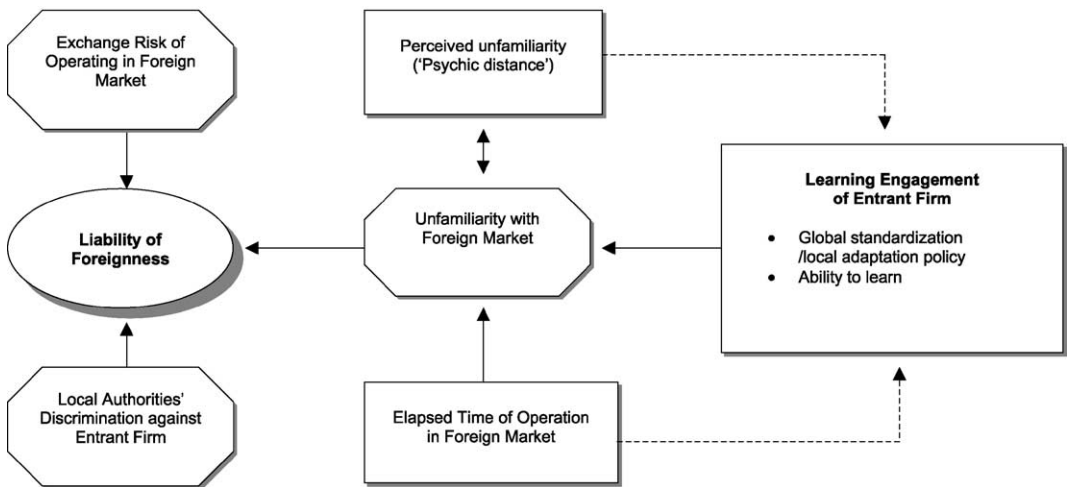 Exchange Risk of
Operating in Foreign
Market
Perceived unfamiliarity
(‘Psychic distance’)
Liability of
Foreignness
Unfamiliarity with
Foreign Market
Learning Engagement
of Entrant Firm
• Global standardization
/local adaptation policy
• Ability to learn
Local Authorities’
Discrimination against
Entrant Firm
Elapsed Time of Operation
in Foreign Market